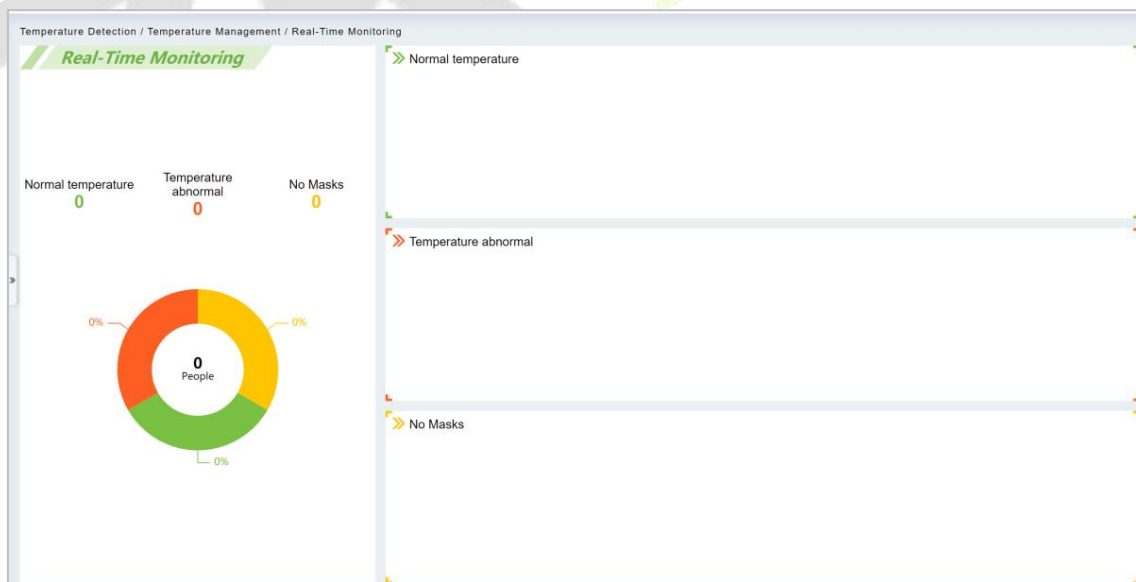 Temperature Detection / Temperature Management / Real-Time Monitoring
Real-Time Monitoring
Normal temperature
0
Temperature
abnormal
0
No Masks
0
0%
0%
0
People
0%
Normal temperature
Temperature abnormal
No Masks